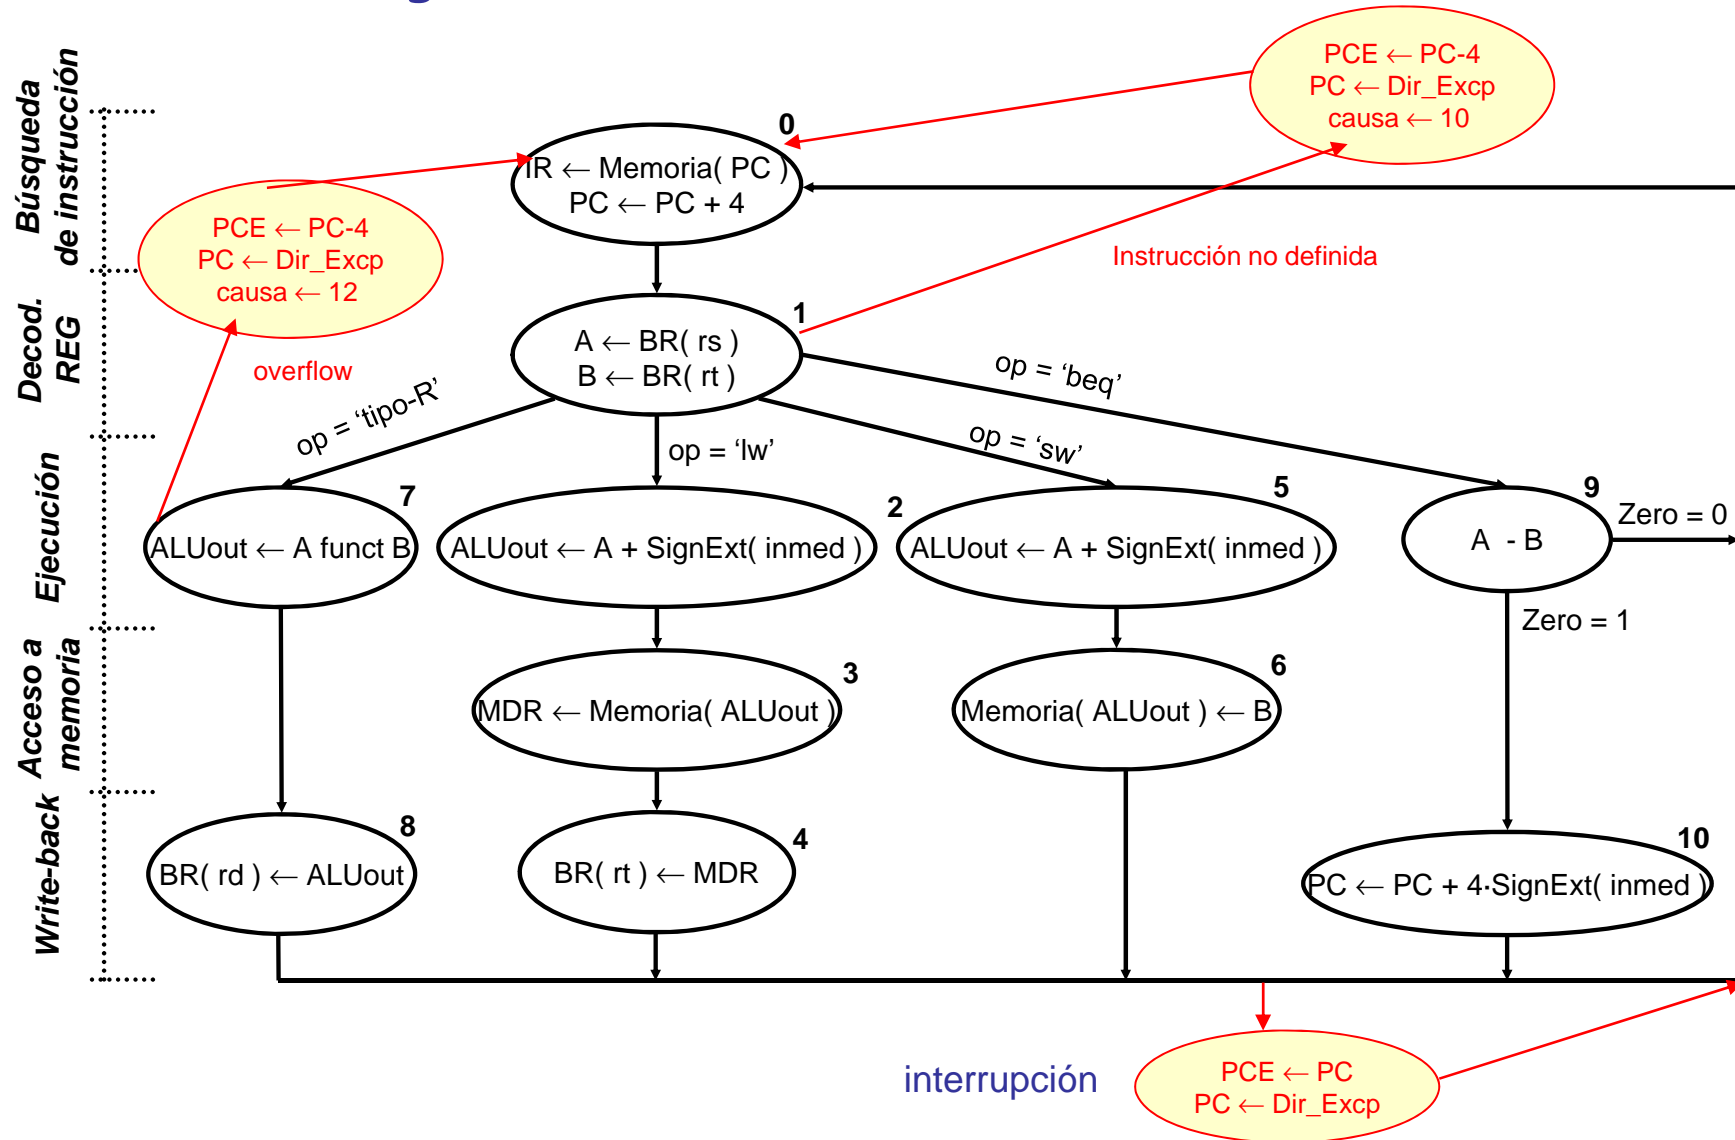 g
Búsqueda
de instrucción
Decod.
REG
Ejecución
Acceso a
memoria
Write-back
PCE ← PC-4
PC ← Dir_Excp
causa ← 10
0
IR ← Memoria( PC )
PC ← PC + 4
PCE ← PC-4
PC ← Dir_Excp
causa ← 12
Instrucción no definida
1
A ← BR( rs )
B ← BR( rt )
overflow
op = ‘tipo-R’
op = ‘lw’
op = ‘sw’
op = ‘beq’
7
ALUout ← A funct B
2
ALUout ← A + SignExt( inmed )
5
ALUout ← A + SignExt( inmed )
9
A - B
Zero = 0
Zero = 1
3
MDR ← Memoria( ALUout )
6
Memoria( ALUout ) ← B
8
BR( rd ) ← ALUout
4
BR( rt ) ← MDR
10
PC ← PC + 4·SignExt( inmed )
interrupción
PCE ← PC
PC ← Dir_Excp